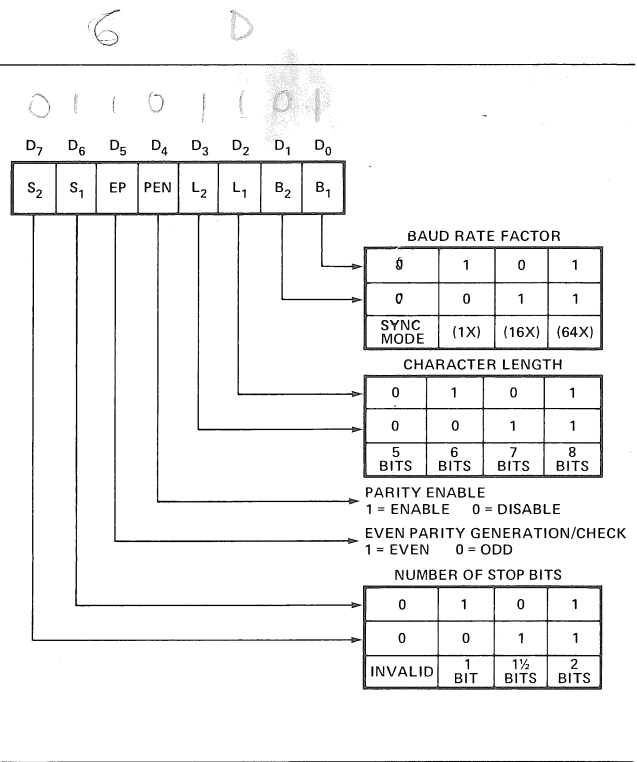 6 D
0 1 1 0 1 1 0 1
D7 D6 D5 D4 D3 D2 D1 D0
S2 S1 EP PEN L2 L1 B2 B1
BAUD RATE FACTOR
0 1 0 1
0 0 1 1
SYNC MODE (1X) (16X) (64X)
CHARACTER LENGTH
0 1 0 1
0 0 1 1
5 BITS 6 BITS 7 BITS 8 BITS
PARITY ENABLE
1 = ENABLE 0 = DISABLE
EVEN PARITY GENERATION/CHECK
1 = EVEN 0 = ODD
NUMBER OF STOP BITS
0 1 0 1
0 0 1 1
INVALID 1 BIT 1½ BITS 2 BITS